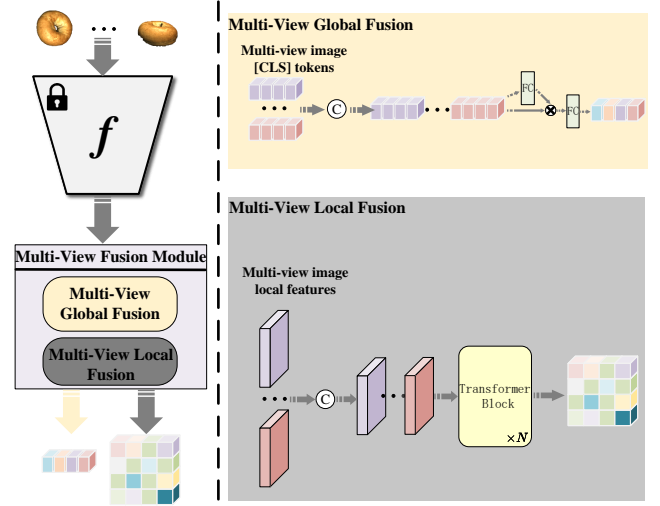 f
Multi-View Fusion Module
Multi-View
Global Fusion
Multi-View Local
Fusion
Multi-View Global Fusion
Multi-view image
[CLS] tokens
C
FC
FC
Multi-View Local Fusion
Multi-view image
local features
C
Transformer
Block
×N